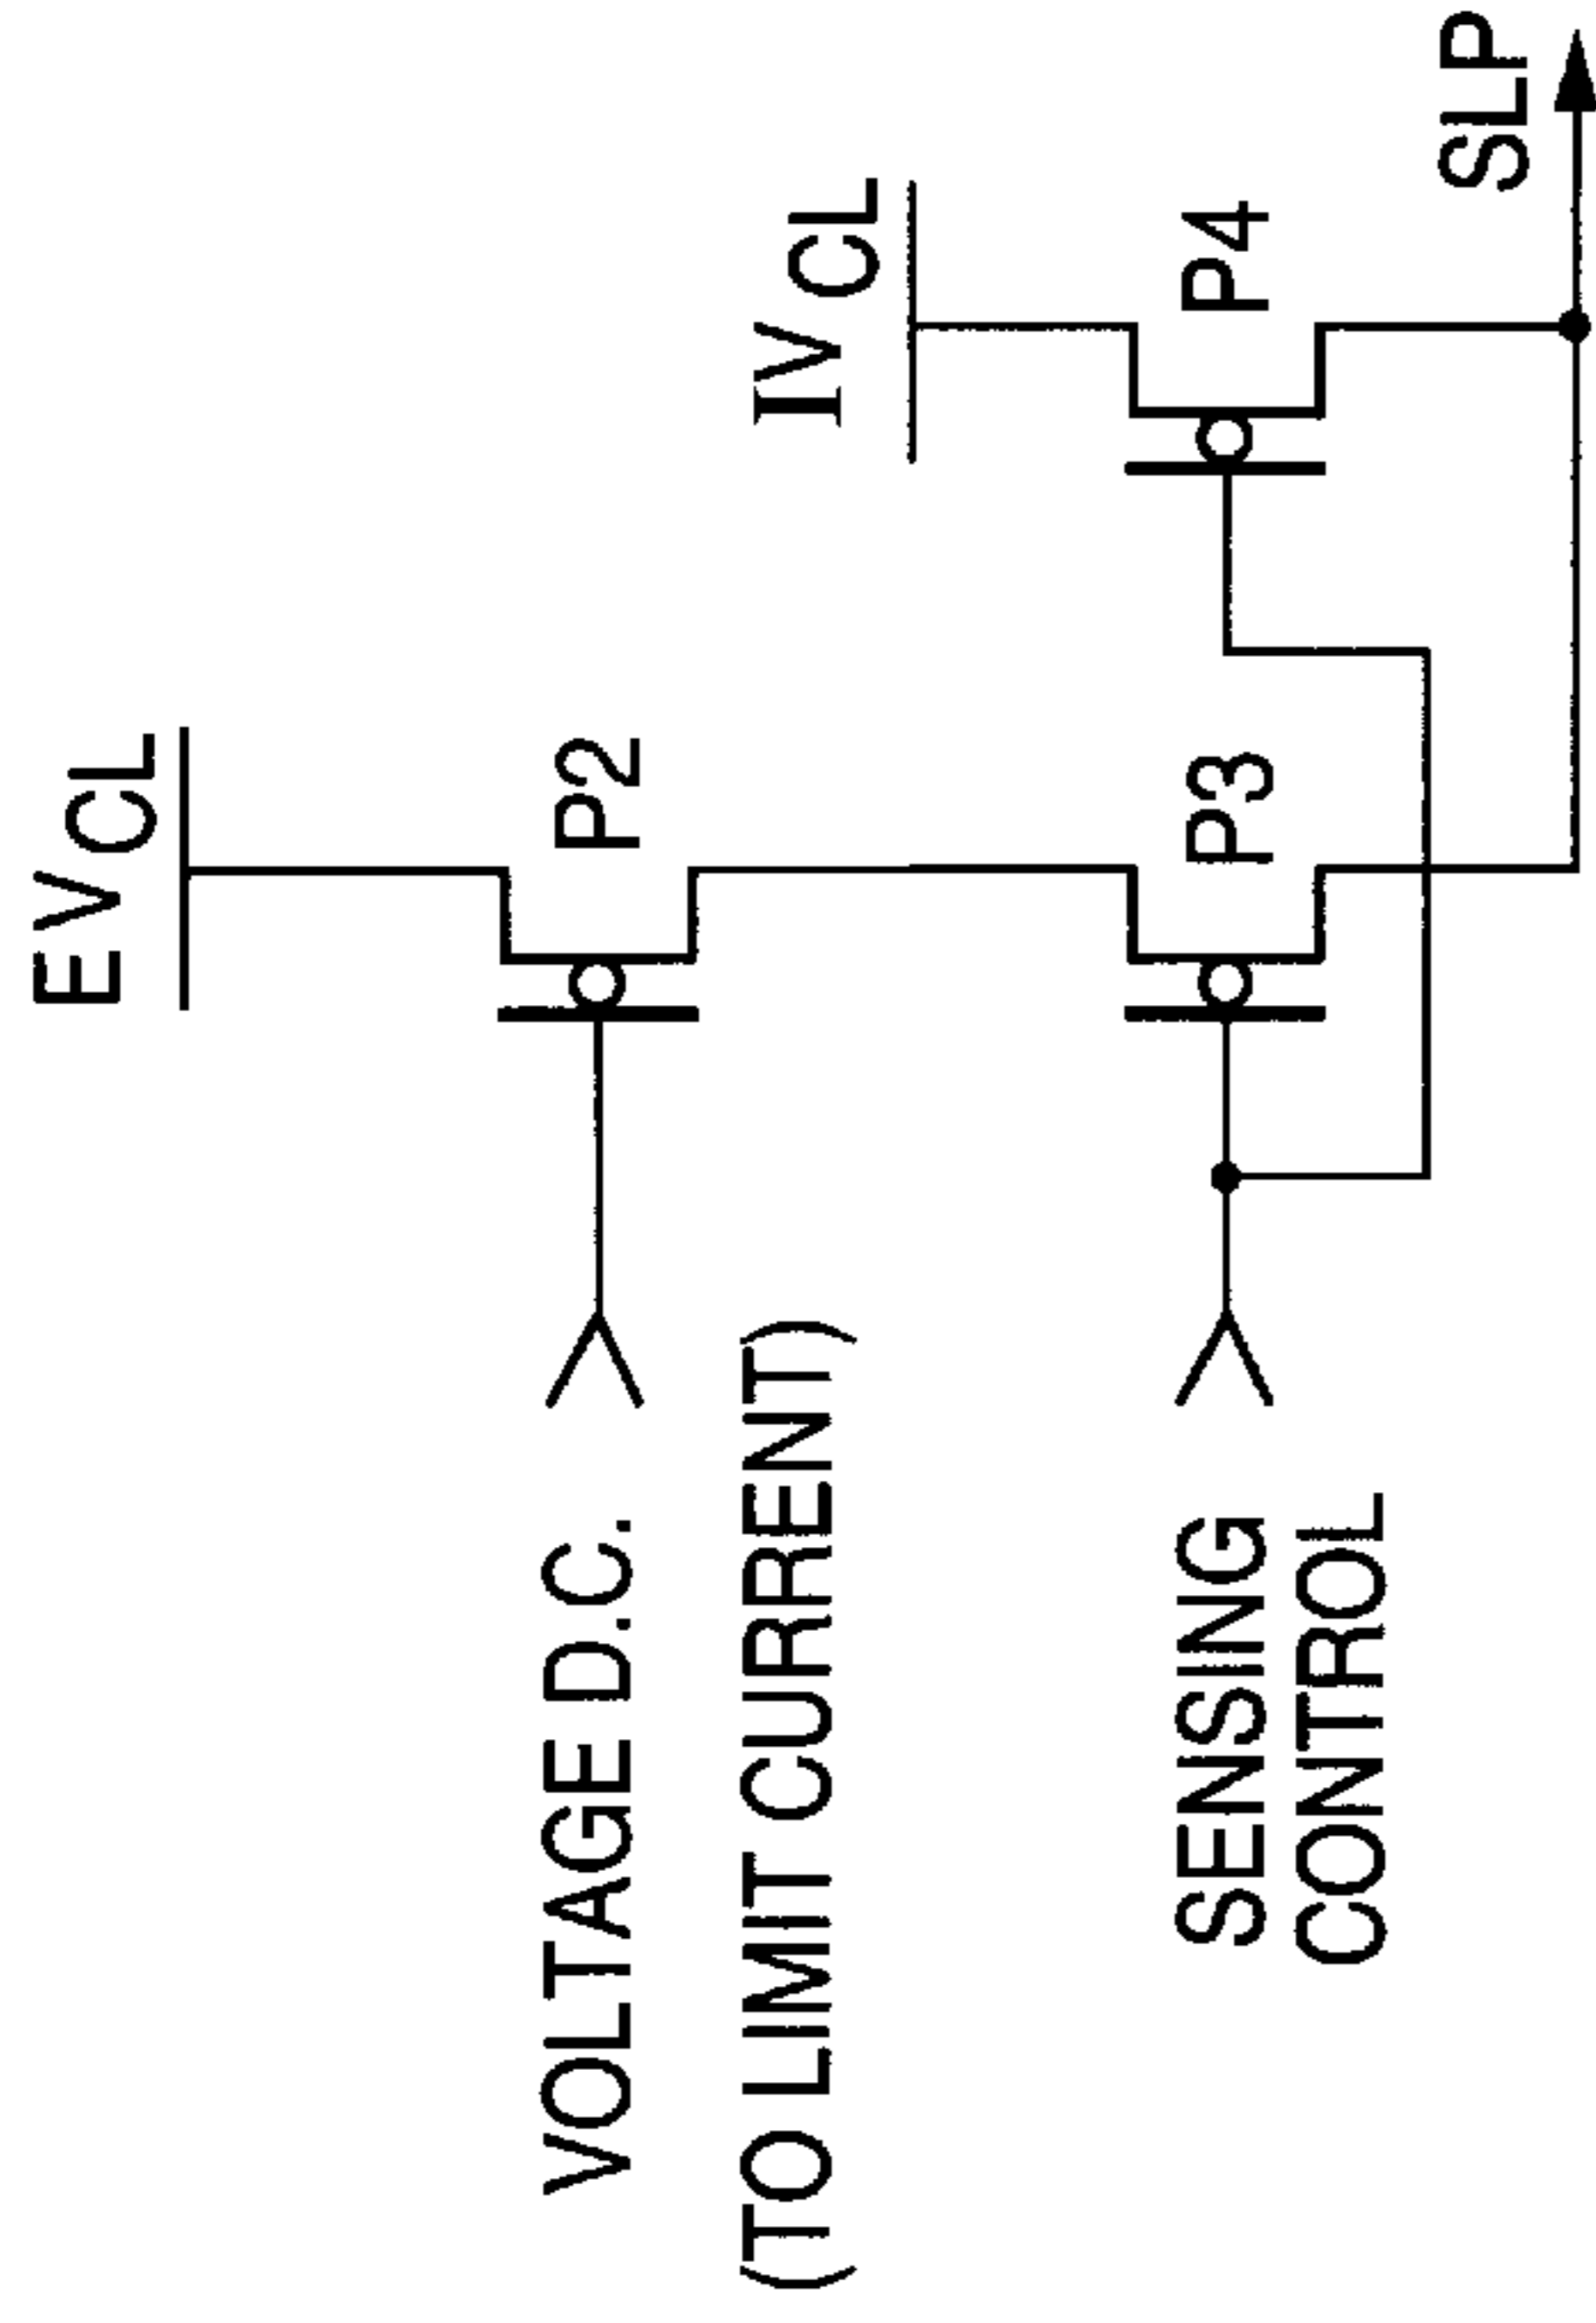 EVCL
VOLTAGE D.C.
P2
(TO LIMIT CURRENT)
IVCL
SENSING
CONTROL
P3
P4
SLP